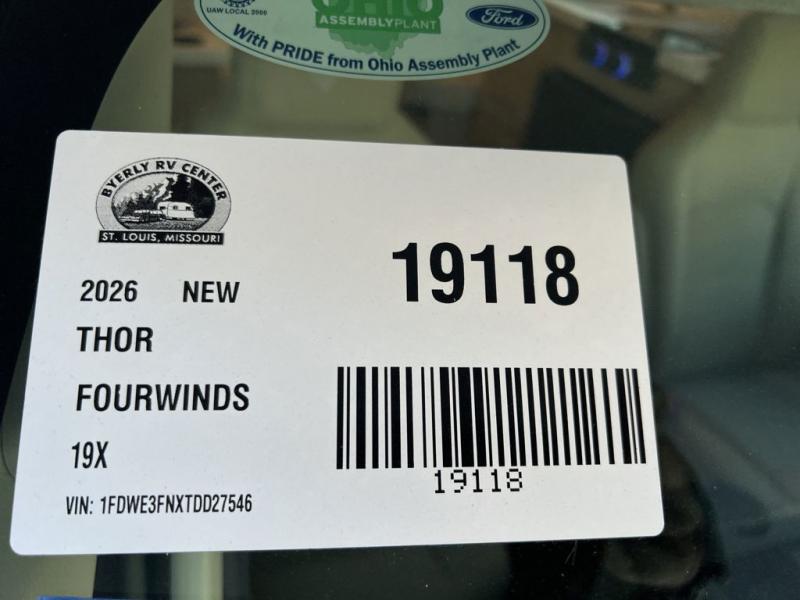 UAW LOCAL 2000
OHIO
ASSEMBLY PLANT
Ford
With PRIDE from Ohio Assembly Plant
BYERLY RV CENTER
ST. LOUIS, MISSOURI
19118
2026 NEW
THOR
FOURWINDS
19X
VIN: 1FDWE3FNXTDD27546
19118